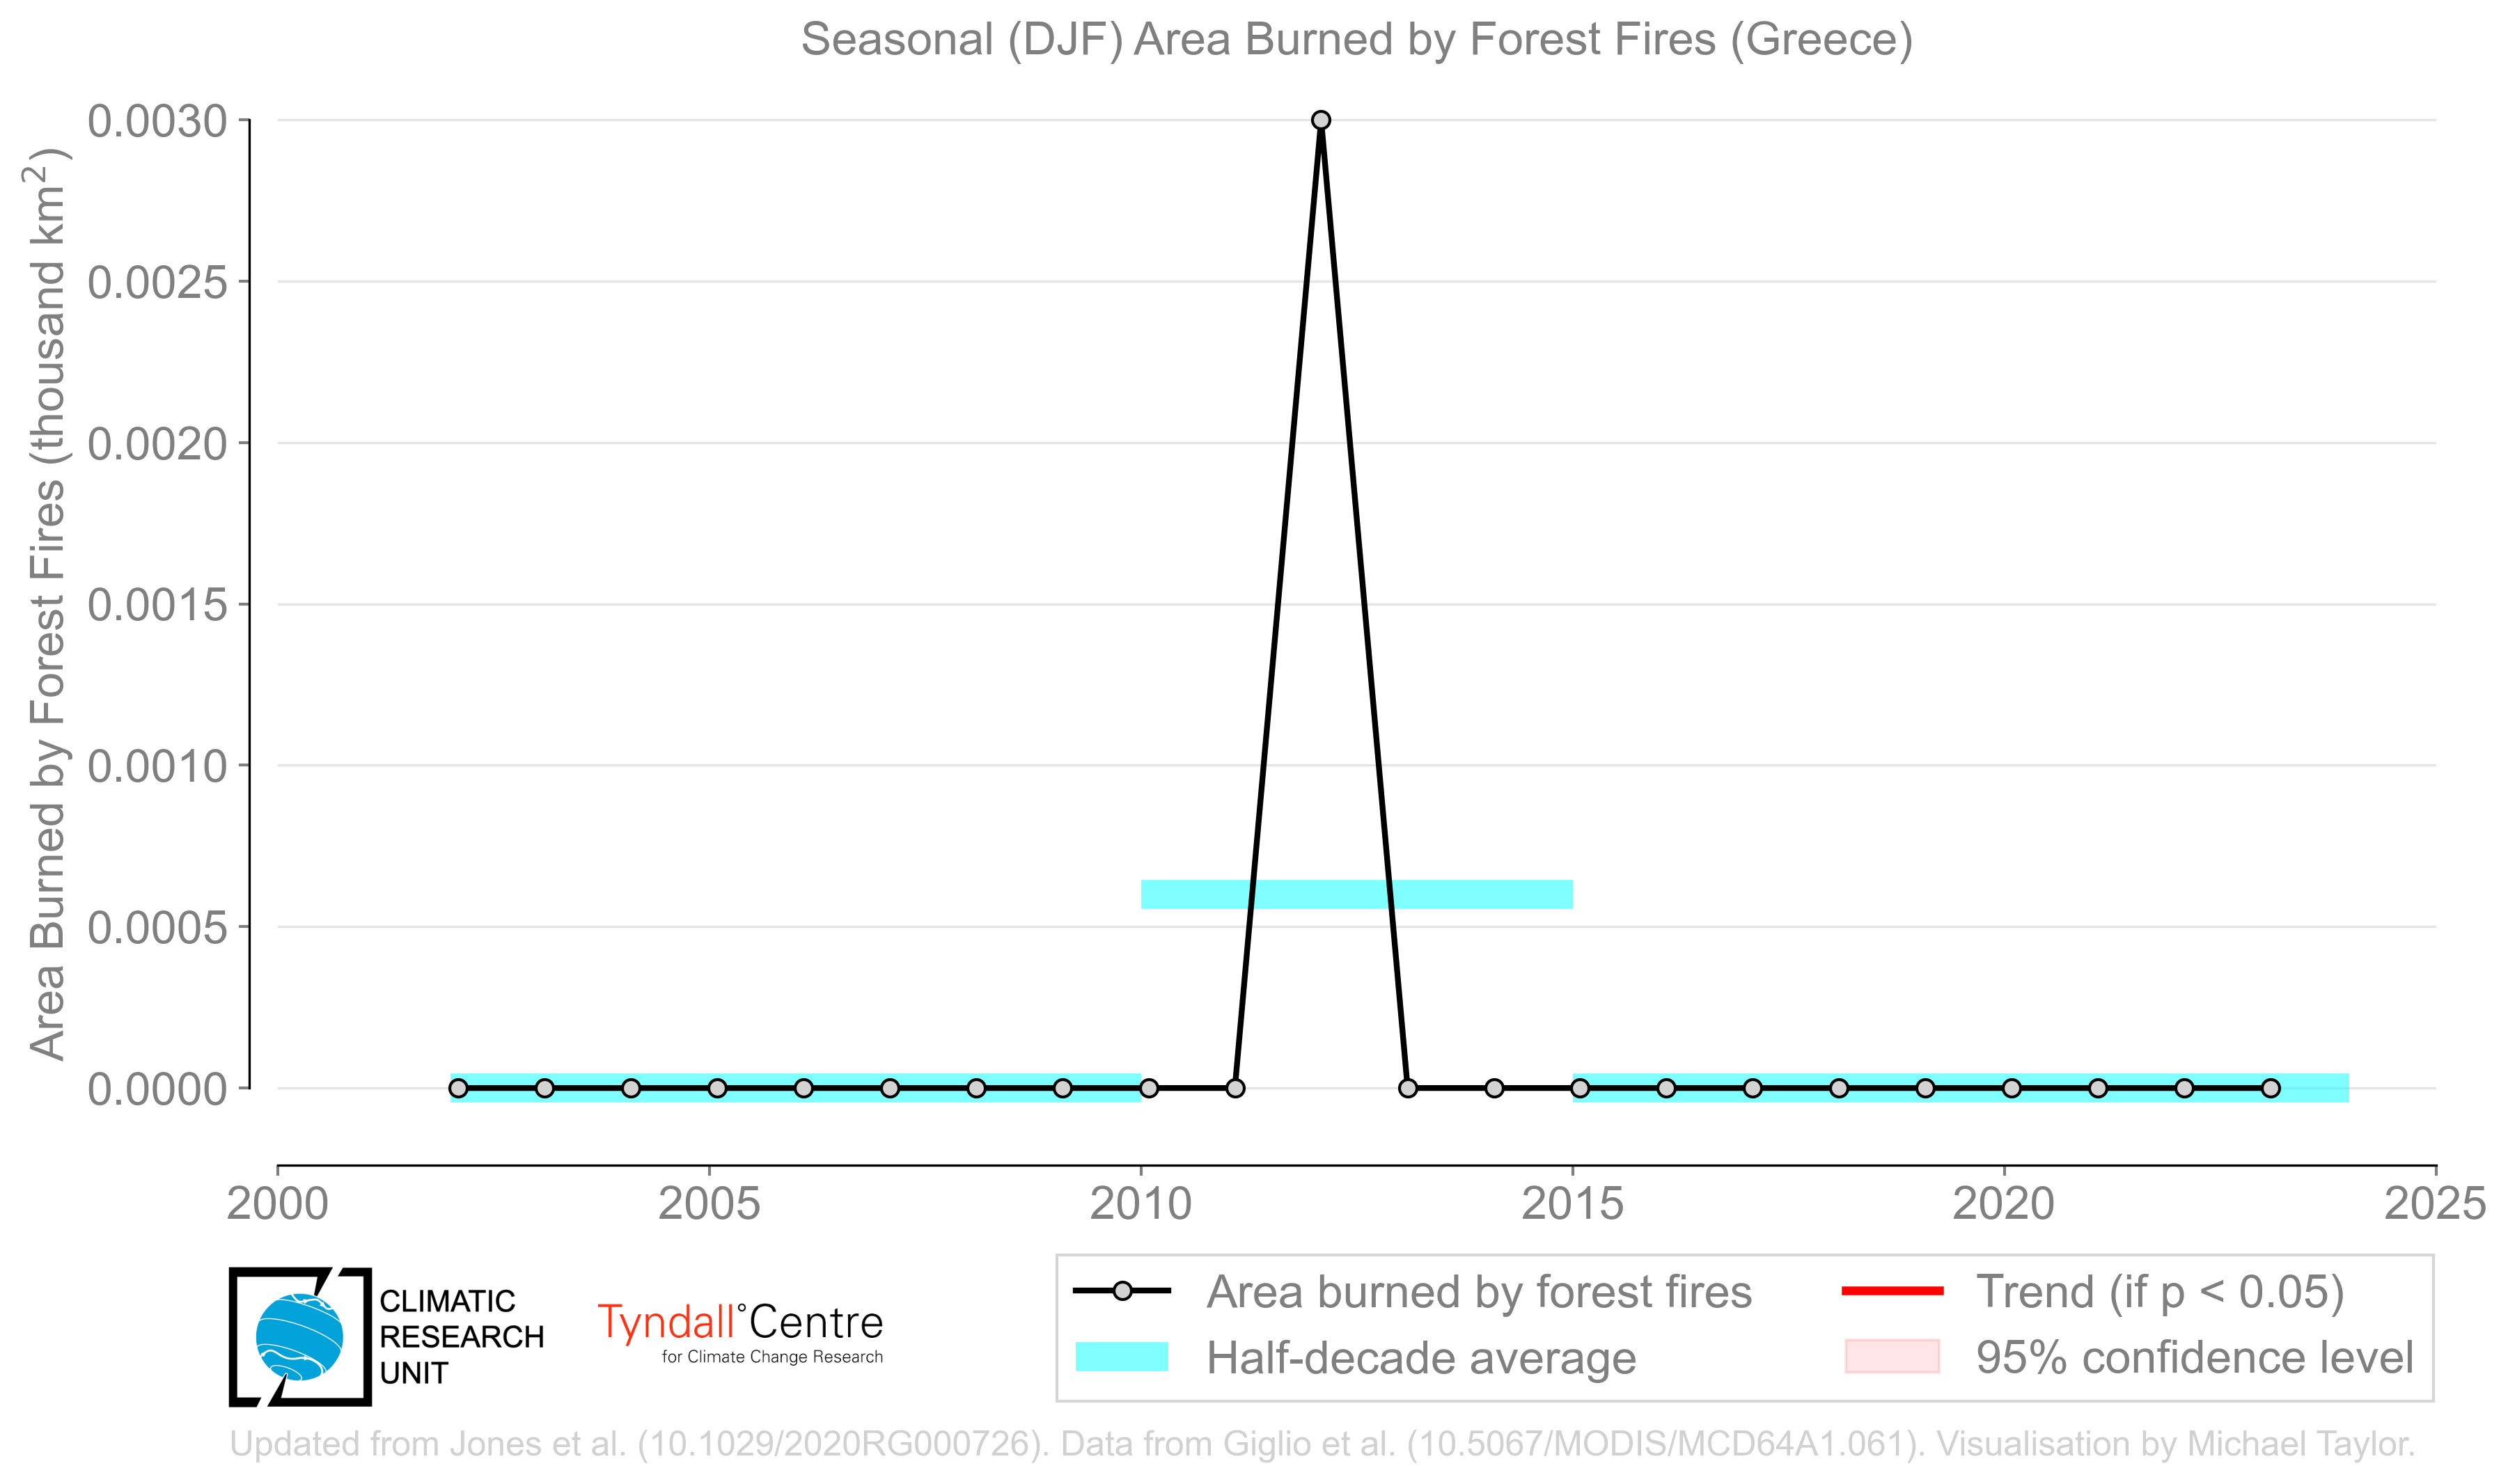 Seasonal (DJF) Area Burned by Forest Fires (Greece)
Area Burned by Forest Fires (thousand km²)
0.0030
0.0025
0.0020
0.0015
0.0010
0.0005
0.0000
2000 2005 2010 2015 2020 2025
Area burned by forest fires
Half-decade average
Trend (if p < 0.05)
95% confidence level
CLIMATIC
RESEARCH
UNIT
Tyndall°Centre
for Climate Change Research
Updated from Jones et al. (10.1029/2020RG000726). Data from Giglio et al. (10.5067/MODIS/MCD64A1.061). Visualisation by Michael Taylor.